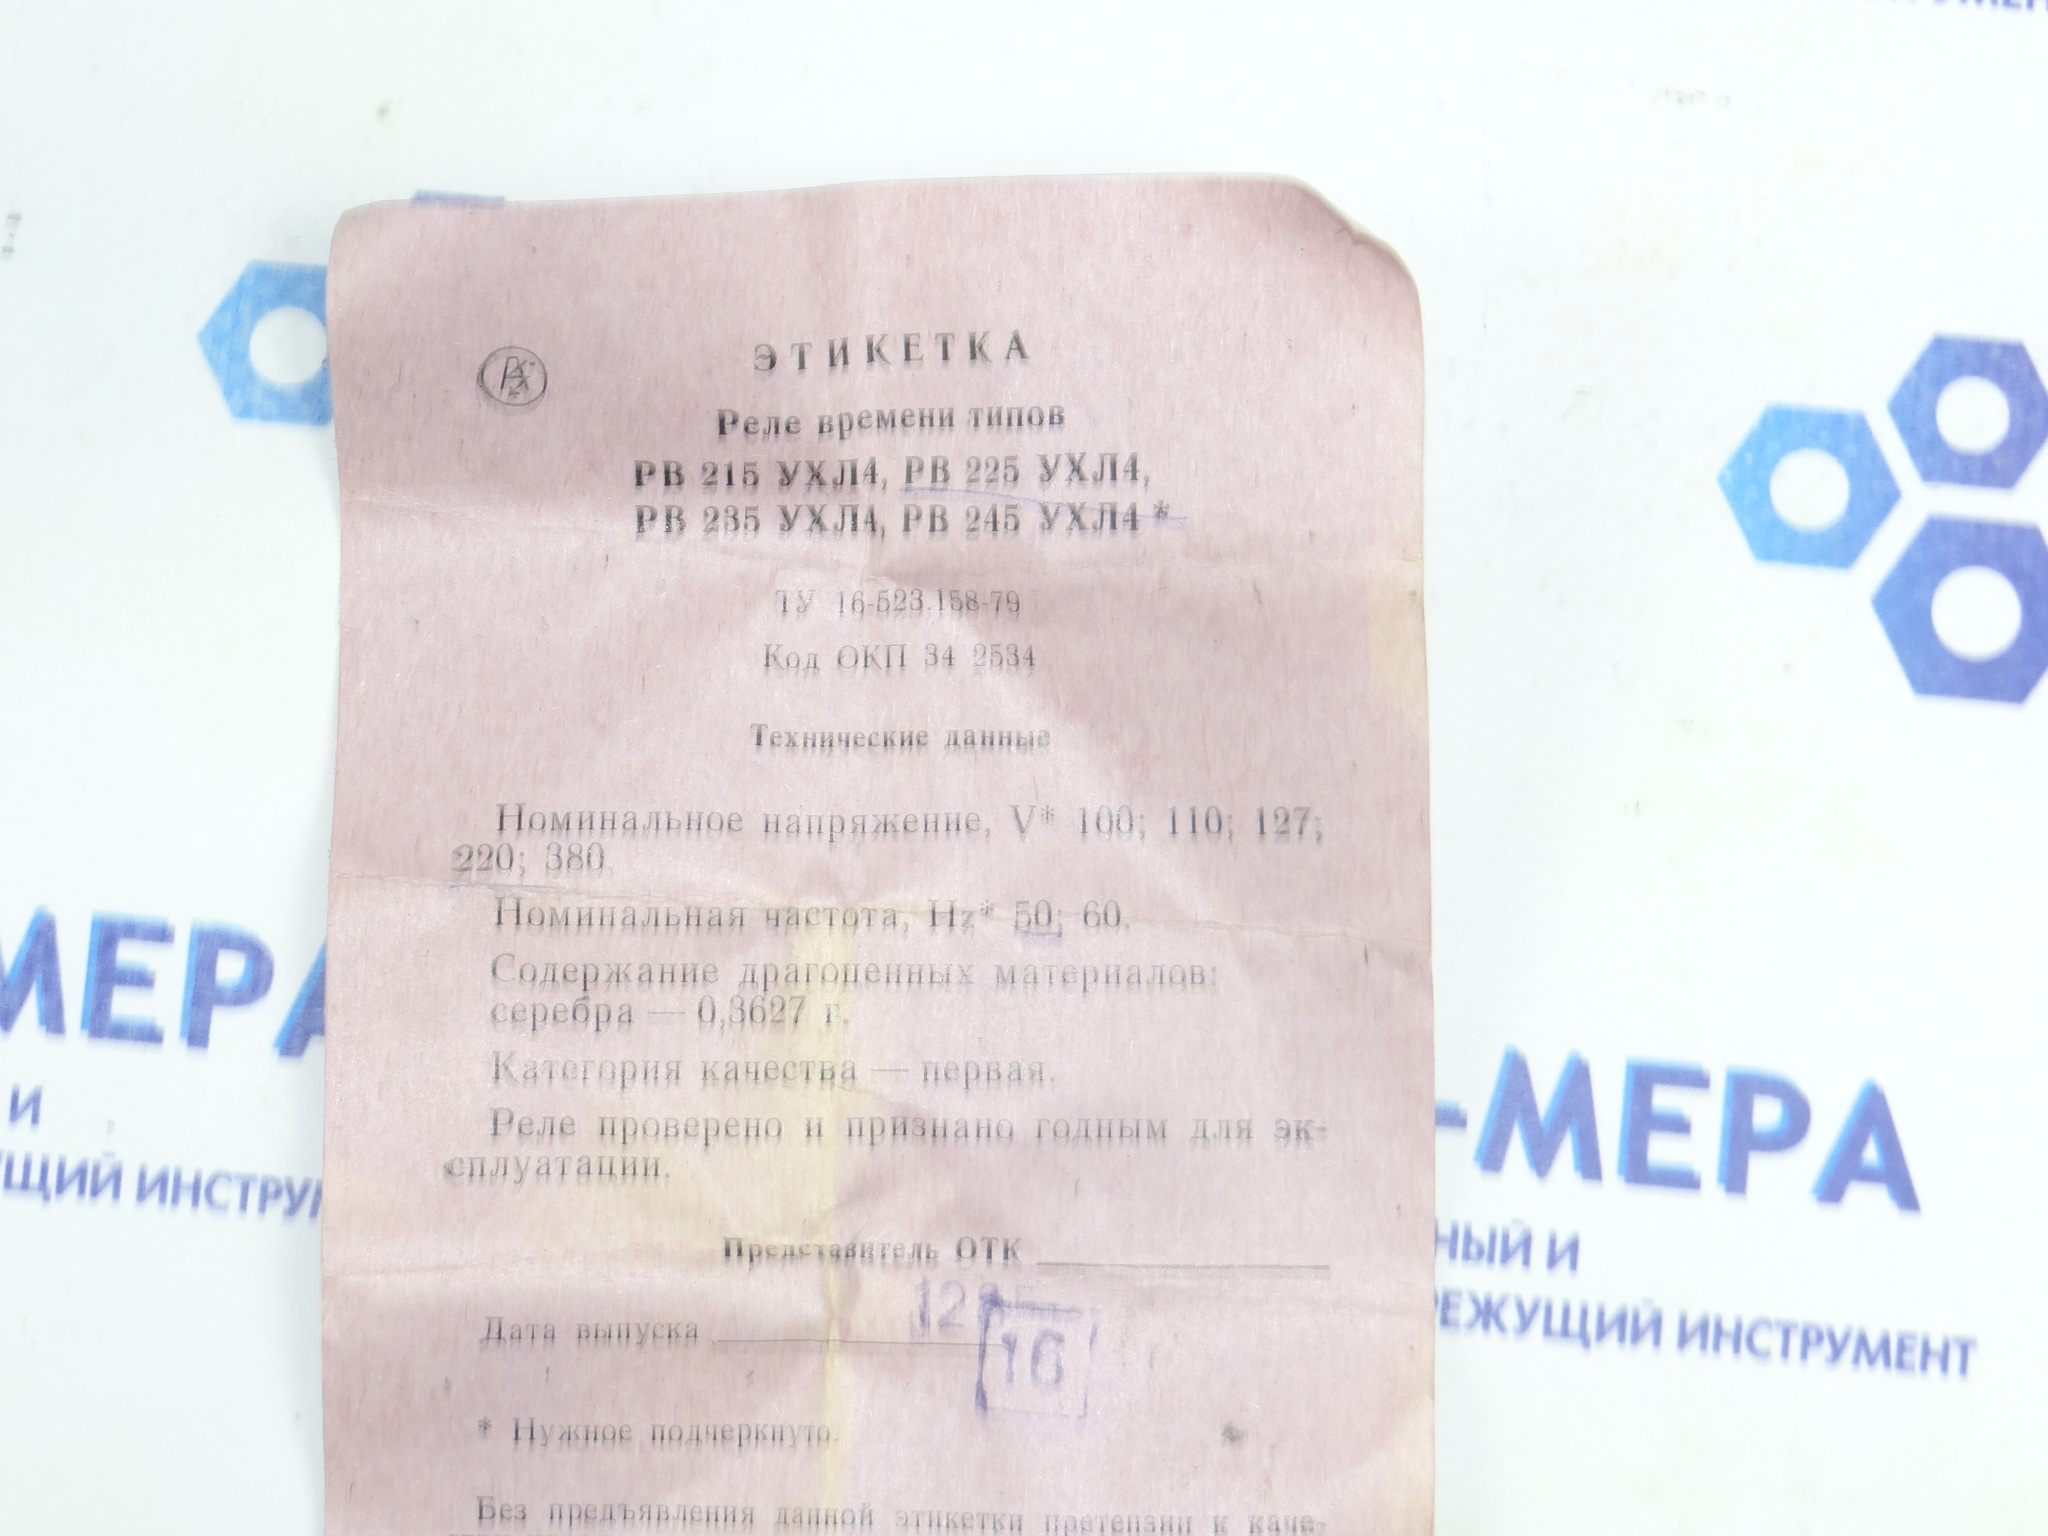 ЭТИКЕТКА
Реле времени типов
РВ 215 УХЛ4, РВ 225 УХЛ4,
РВ 235 УХЛ4, РВ 245 УХЛ4 *
ТУ 16-523.158-79
Код ОКП 34 2534
Технические данные
Номинальное напряжение, V* 100; 110; 127;
220; 380.
Номинальная частота, Hz* 50; 60.
Содержание драгоценных материалов:
серебра — 0,3627 г.
Категория качества — первая.
Реле проверено и признано годным для эк-
сплуатации.
Представитель ОТК
Дата выпуска
16
* Нужное подчеркнуто.
Без предъявления данной этикетки претензии к каче-
МЕРА
и
ЩИЙ ИНСТРУ
-МЕРА
НЫЙ И
РЕЖУЩИЙ ИНСТРУМЕНТ